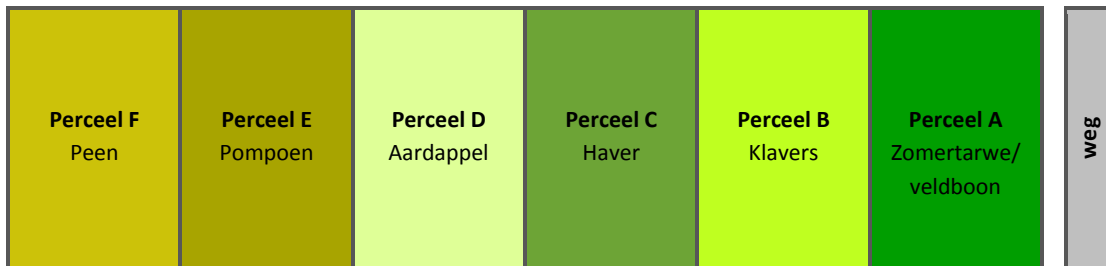 Perceel F
Peen
Perceel E
Pompoen
Perceel D
Aardappel
Perceel C
Haver
Perceel B
Klavers
Perceel A
Zomertarwe/
veldboon
weg